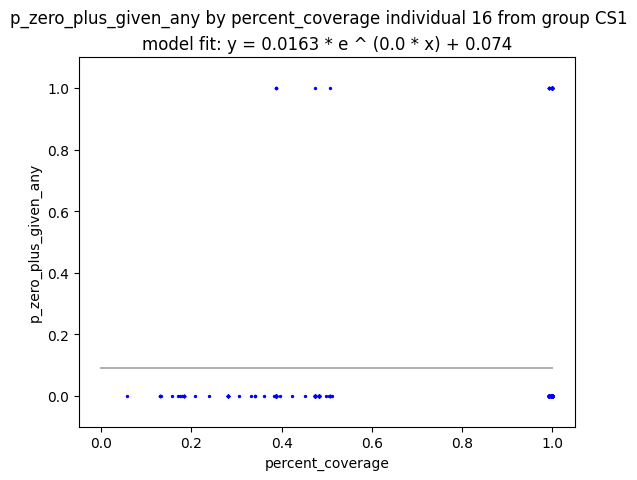 p_zero_plus_given_any by percent_coverage individual 16 from group CS1
model fit: y = 0.0163 * e ^ (0.0 * x) + 0.074
1.0
0.8
0.6
0.4
0.2
0.0
p_zero_plus_given_any
0.0 0.2 0.4 0.6 0.8 1.0
percent_coverage